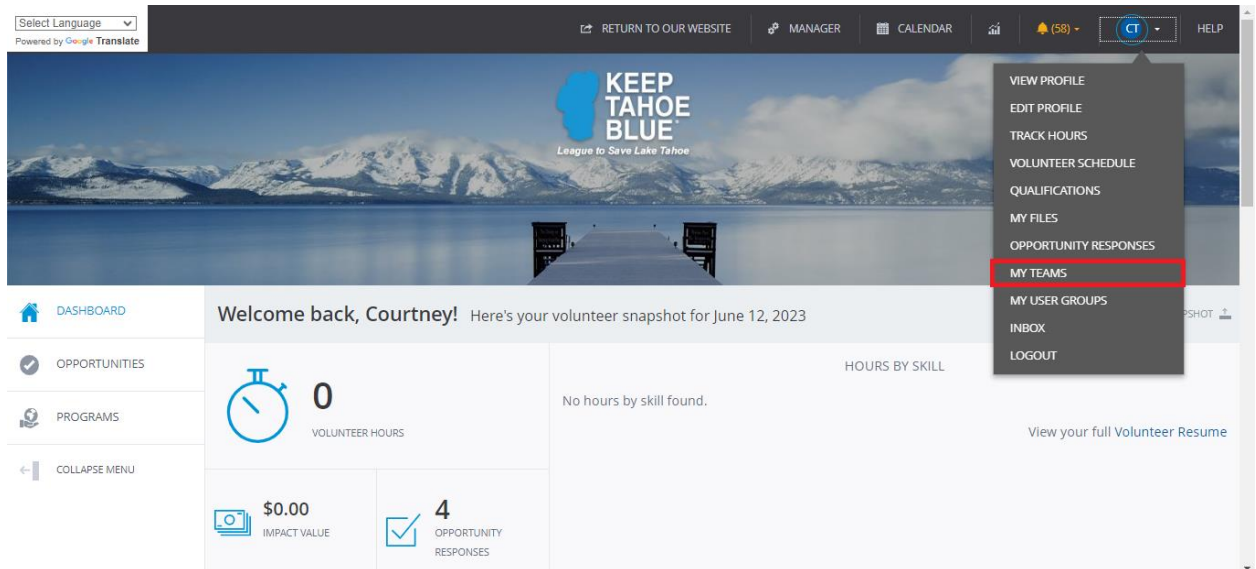 Select Language
Powered by Google Translate
RETURN TO OUR WEBSITE
MANAGER
CALENDAR
(58)
CT
HELP
KEEP
TAHOE
BLUE
League to Save Lake Tahoe
VIEW PROFILE
EDIT PROFILE
TRACK HOURS
VOLUNTEER SCHEDULE
QUALIFICATIONS
MY FILES
OPPORTUNITY RESPONSES
MY TEAMS
MY USER GROUPS
INBOX
LOGOUT
DASHBOARD
OPPORTUNITIES
PROGRAMS
COLLAPSE MENU
Welcome back, Courtney! Here's your volunteer snapshot for June 12, 2023
PSHOT
0
VOLUNTEER HOURS
HOURS BY SKILL
No hours by skill found.
View your full Volunteer Resume
$0.00
IMPACT VALUE
4
OPPORTUNITY
RESPONSES